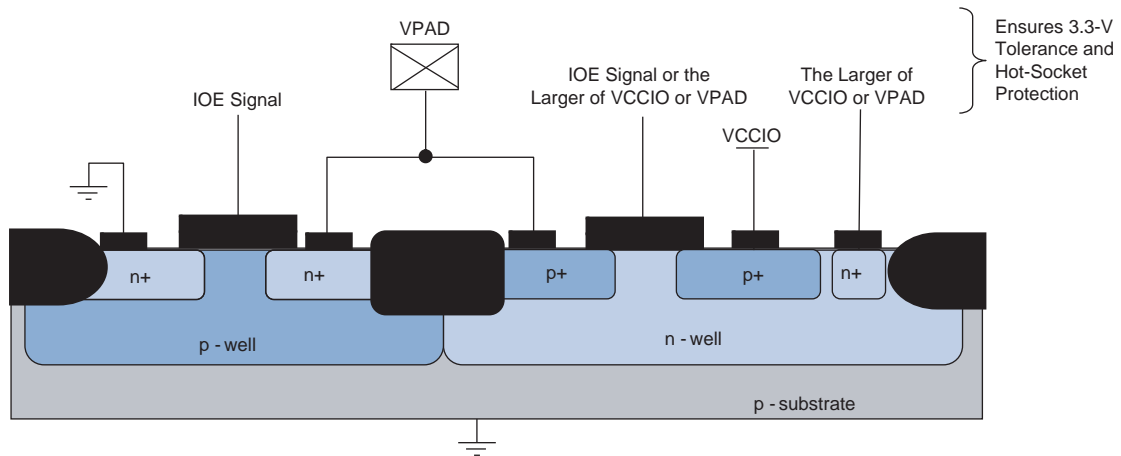 VPAD
IOE Signal
IOE Signal or the
Larger of VCCIO or VPAD
The Larger of
VCCIO or VPAD
Ensures 3.3-V
Tolerance and
Hot-Socket
Protection
VCCIO
n+
n+
p+
p+
n+
p - well
n - well
p - substrate